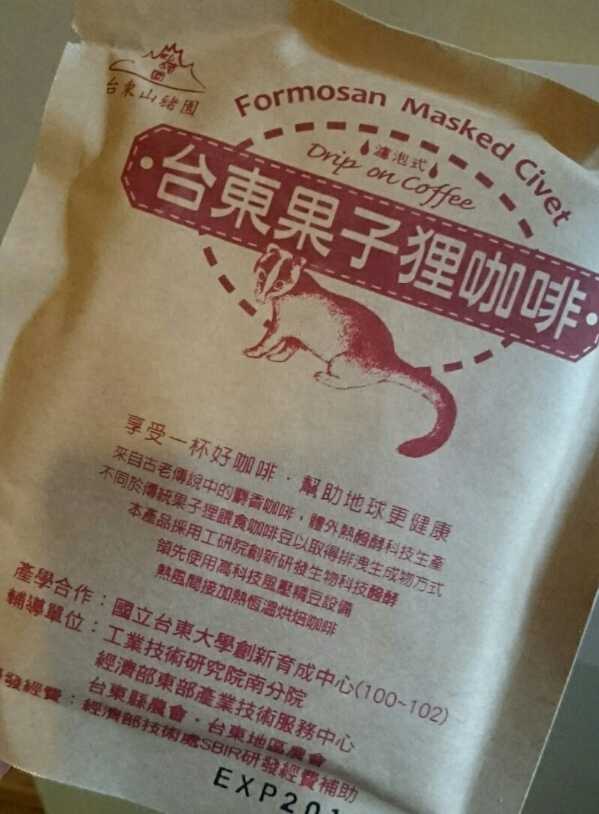 台東山豬園
Formosan Masked Civet
濾泡式
Drip on Coffee
台東果子狸咖啡
享受一杯好咖啡．幫助地球更健康
來自古老傳說中的麝香咖啡，體外熱醱酵科技生產
不同於傳統果子狸餵食咖啡豆以取得排洩生成物方式
本產品採用工研院創新研發生物科技醱酵
領先使用高科技風壓精豆設備
熱風間接加熱恆溫烘焙咖啡
產學合作：國立台東大學創新育成中心(100~102)
輔導單位：工業技術研究院南分院
經濟部東部產業技術服務中心
台東縣農會．台東地區農會
發經費：經濟部技術處SBIR研發經費補助
EXP201